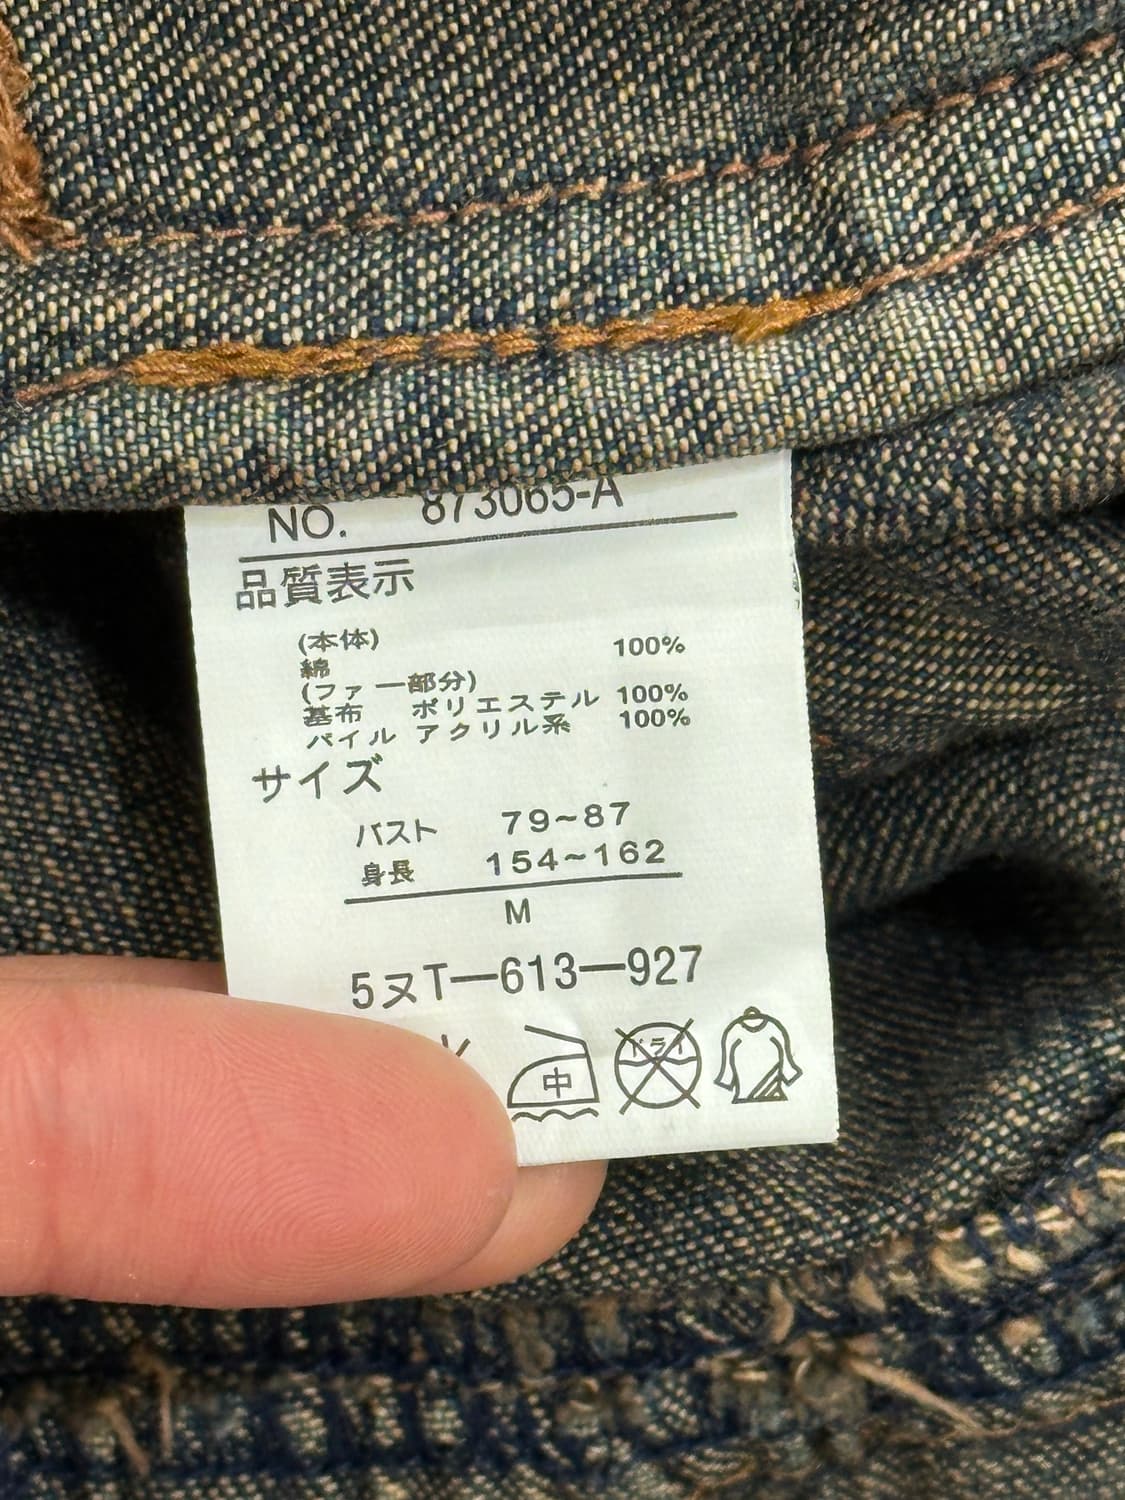 NO. 873065-A
品質表示
(本体)
綿 100%
(ファー部分)
基布 ポリエステル 100%
パイル アクリル系 100%
サイズ
バスト 79~87
身長 154~162
M
5ヌT-613-927
中 ドライ